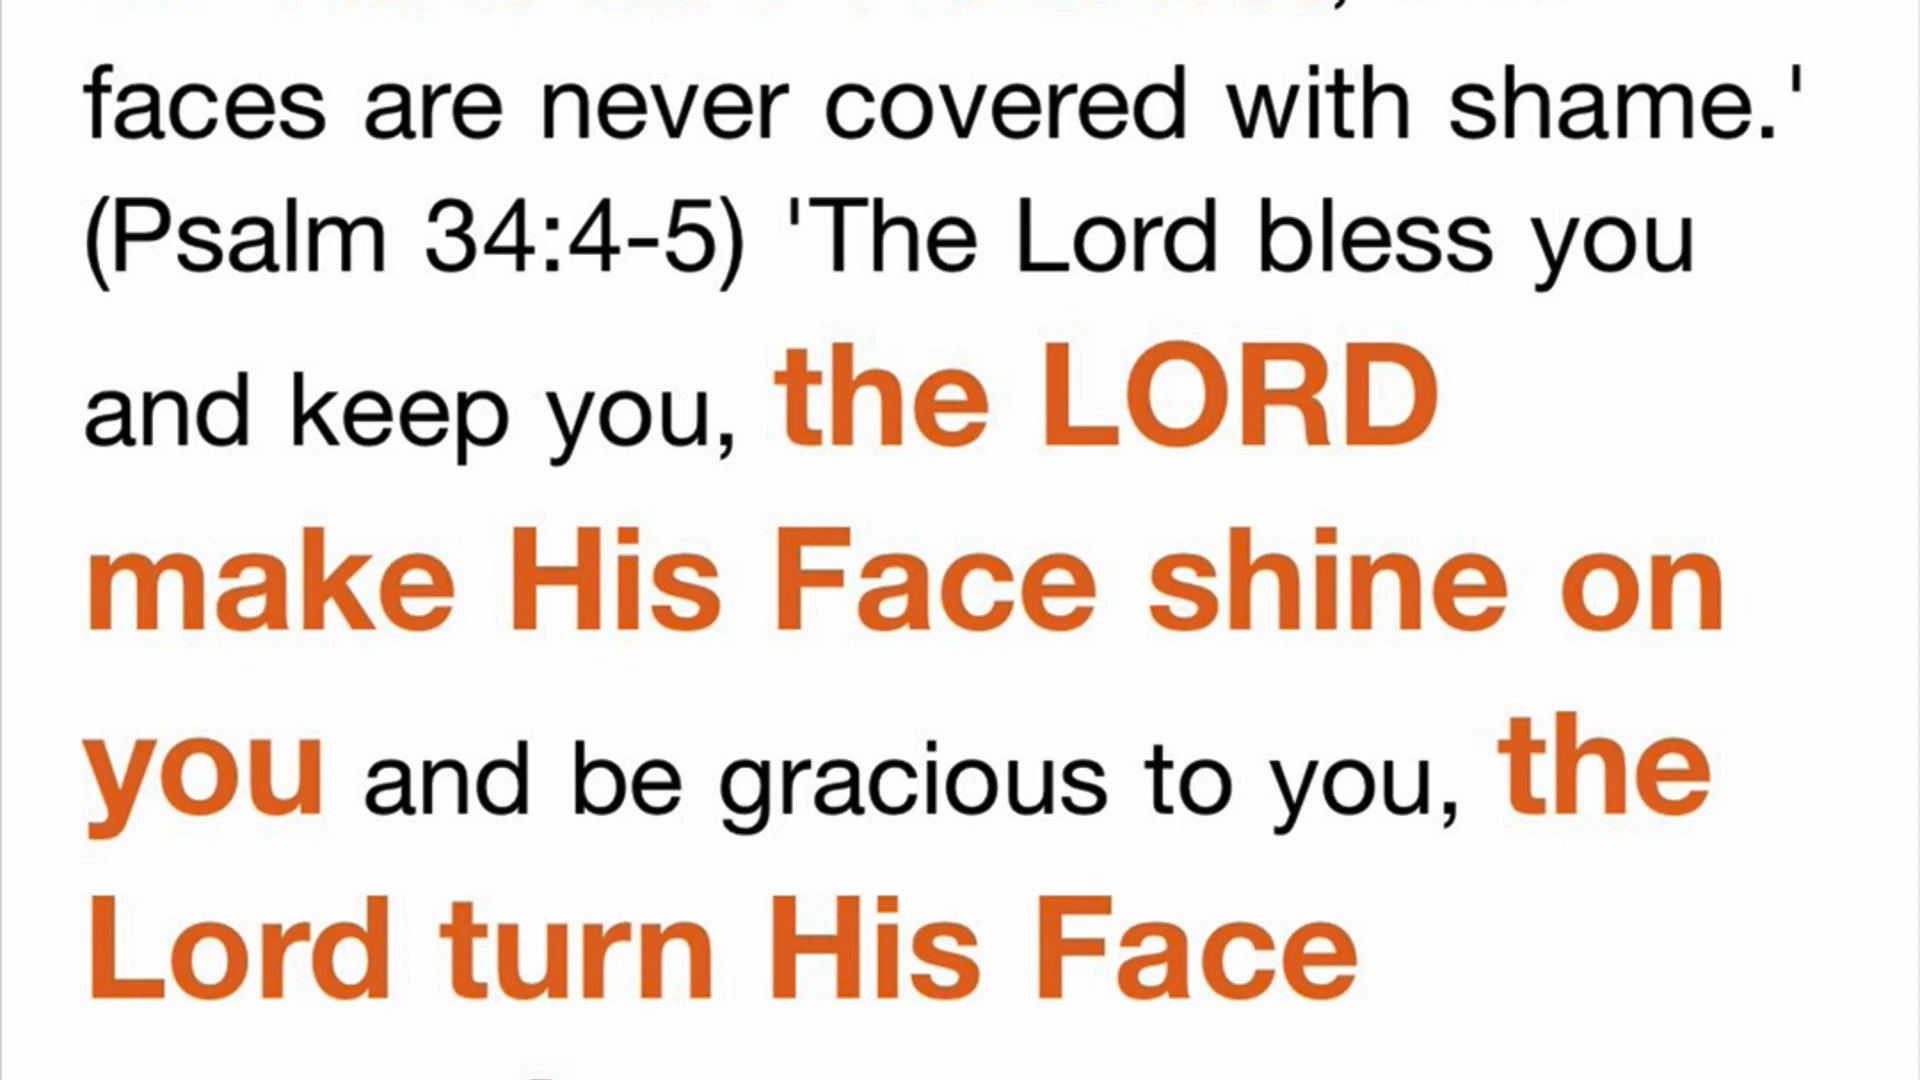 faces are never covered with shame.'
(Psalm 34:4-5) 'The Lord bless you
and keep you, the LORD
make His Face shine on
you and be gracious to you, the
Lord turn His Face